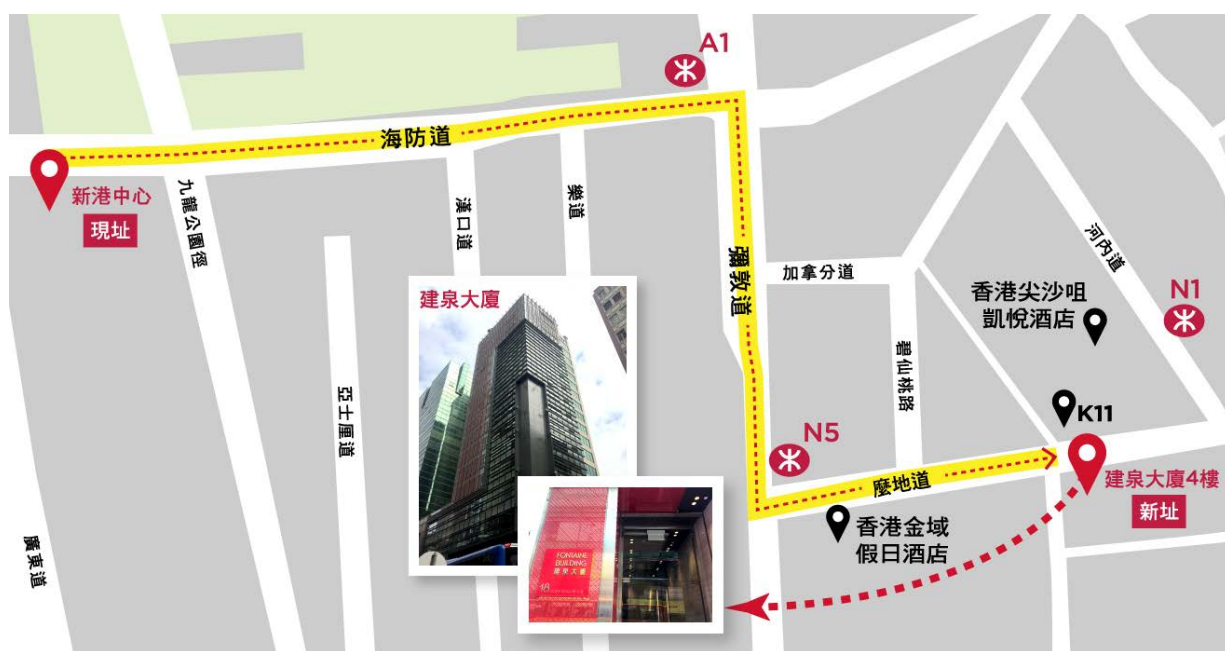 A1
海防道
新港中心
現址
九龍公園徑
漢口道
樂道
彌敦道
加拿分道
河內道
香港尖沙咀
凱悅酒店
N1
建泉大廈
亞士厘道
碧仙桃路
K11
N5
麼地道
建泉大廈4樓
新址
香港金域
假日酒店
廣東道
FONTAINE
BUILDING
建泉大廈
18